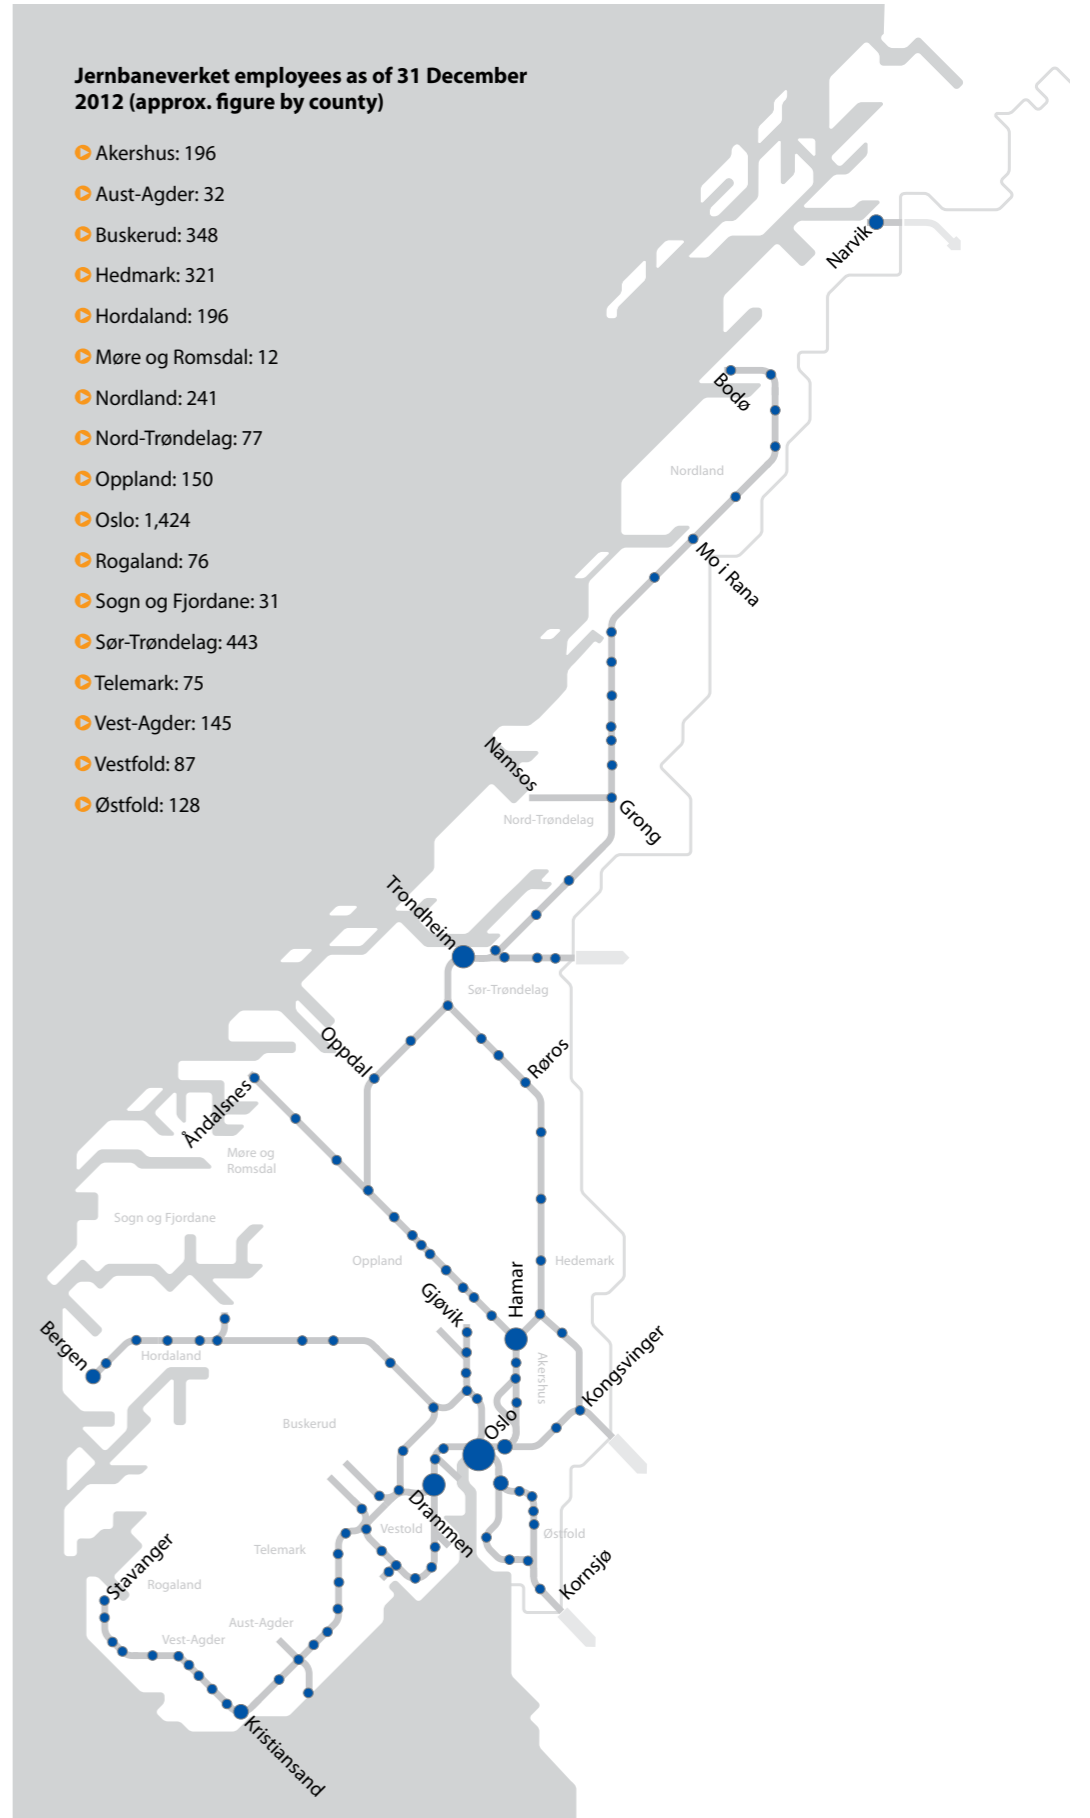 Jernbaneverket employees as of 31 December
2012 (approx. figure by county)
Akershus: 196
Aust-Agder: 32
Buskerud: 348
Hedmark: 321
Hordaland: 196
Møre og Romsdal: 12
Nordland: 241
Nord-Trøndelag: 77
Oppland: 150
Oslo: 1,424
Rogaland: 76
Sogn og Fjordane: 31
Sør-Trøndelag: 443
Telemark: 75
Vest-Agder: 145
Vestfold: 87
Østfold: 128
Narvik
Bodø
Nordland
Mo i Rana
Namsos
Nord-Trøndelag
Grong
Trondheim
Sør-Trøndelag
Oppdal
Røros
Åndalsnes
Møre og
Romsdal
Sogn og Fjordane
Oppland
Hedemark
Gjøvik
Hamar
Bergen
Hordaland
Akershus
Kongsvinger
Buskerud
Oslo
Drammen
Vestold
Østfold
Telemark
Kornsjø
Stavanger
Rogaland
Aust-Agder
Vest-Agder
Kristiansand